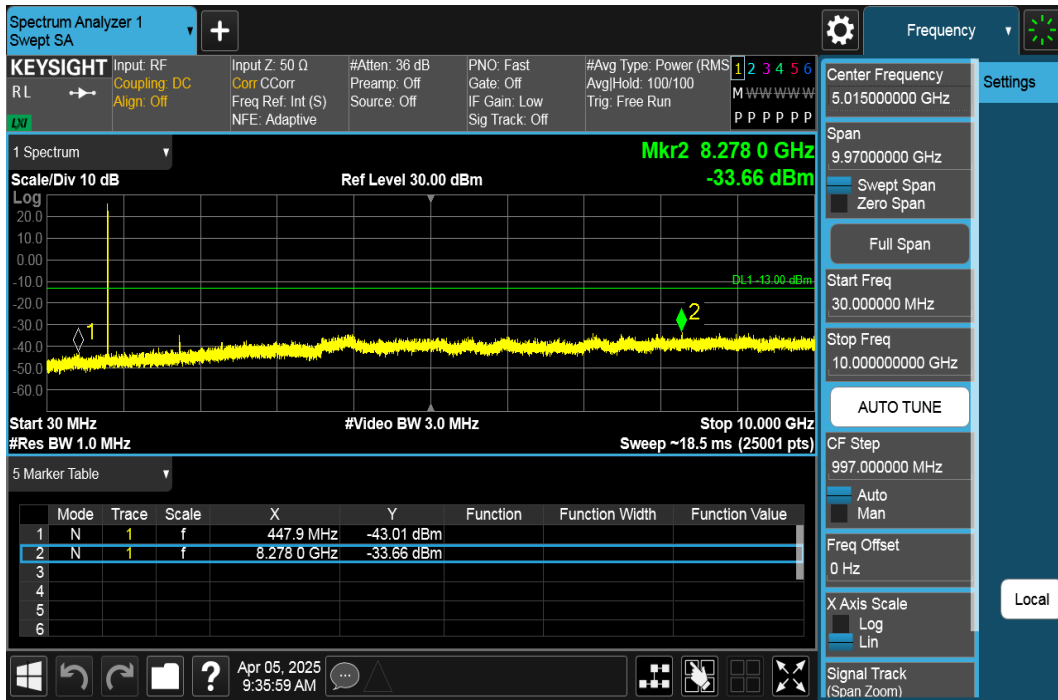 Spectrum Analyzer 1
Swept SA
+
Frequency
KEYSIGHT
R L
LXI
Input: RF
Coupling: DC
Align: Off
Input Z: 50 Ω
Corr CCorr
Freq Ref: Int (S)
NFE: Adaptive
#Atten: 36 dB
Preamp: Off
Source: Off
PNO: Fast
Gate: Off
IF Gain: Low
Sig Track: Off
#Avg Type: Power (RMS
Avg|Hold: 100/100
Trig: Free Run
1 2 3 4 5 6
M W W W W W
P P P P P P
1 Spectrum
Mkr2 8.278 0 GHz
Scale/Div 10 dB
Ref Level 30.00 dBm
-33.66 dBm
Log
20.0
10.0
0.00
-10.0
DL1 -13.00 dBm
-20.0
-30.0
-40.0
-50.0
-60.0
1
2
Start 30 MHz
#Video BW 3.0 MHz
Stop 10.000 GHz
#Res BW 1.0 MHz
Sweep ~18.5 ms (25001 pts)
5 Marker Table
Mode Trace Scale X Y Function Function Width Function Value
1 N 1 f 447.9 MHz -43.01 dBm
2 N 1 f 8.278 0 GHz -33.66 dBm
3
4
5
6
?
Apr 05, 2025
9:35:59 AM
Center Frequency
5.015000000 GHz
Span
9.97000000 GHz
Swept Span
Zero Span
Full Span
Start Freq
30.000000 MHz
Stop Freq
10.000000000 GHz
AUTO TUNE
CF Step
997.000000 MHz
Auto
Man
Freq Offset
0 Hz
X Axis Scale
Log
Lin
Signal Track
(Span Zoom)
Settings
Local